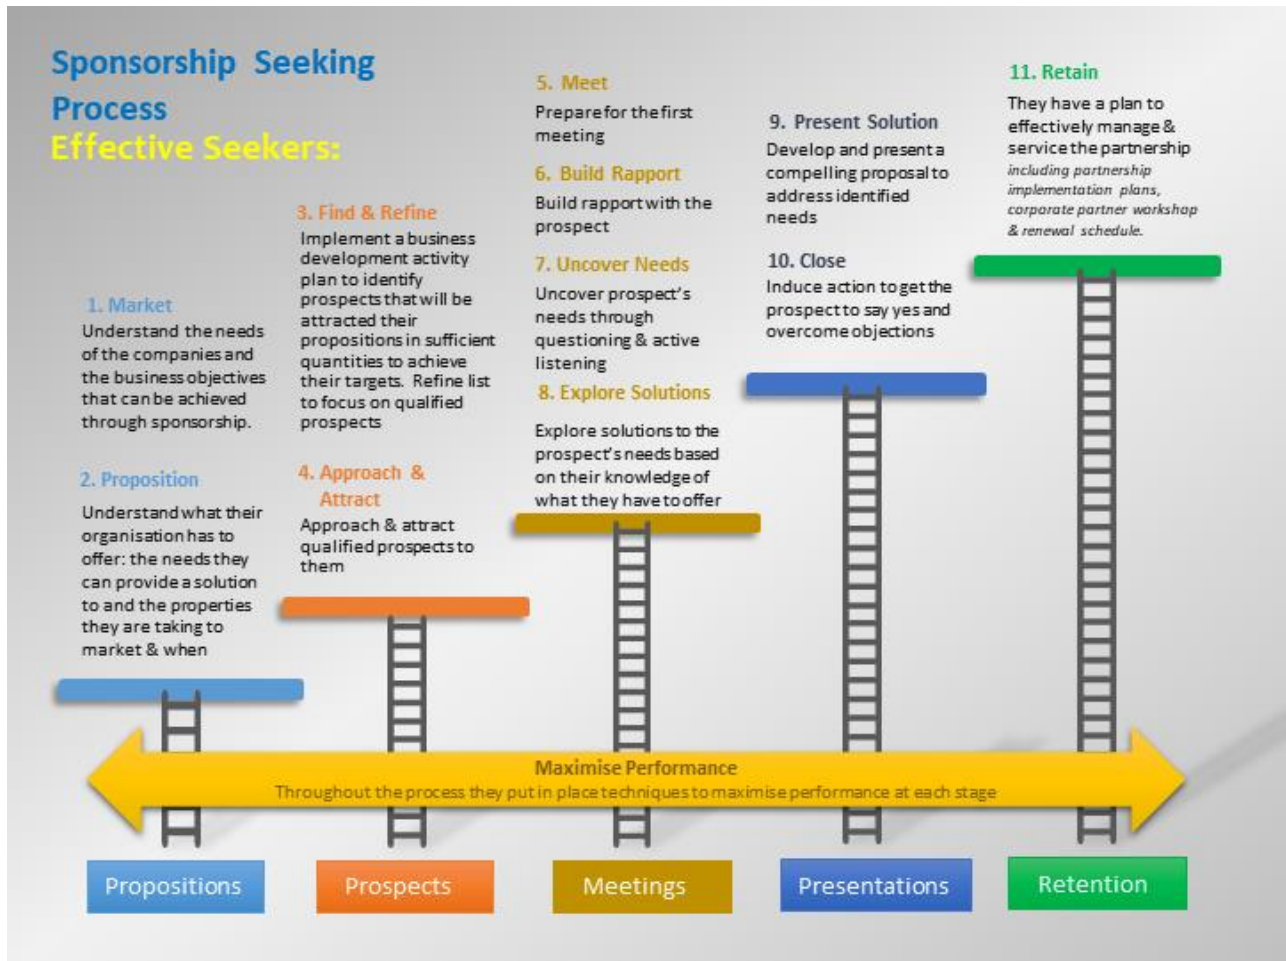 Sponsorship Seeking
Process
Effective Seekers:
1. Market
Understand the needs
of the companies and
the business objectives
that can be achieved
through sponsorship.
2. Proposition
Understand what their
organisation has to
offer: the needs they
can provide a solution
to and the properties
they are taking to
market & when
3. Find & Refine
Implement a business
development activity
plan to identify
prospects that will be
attracted their
propositions in sufficient
quantities to achieve
their targets. Refine list
to focus on qualified
prospects
4. Approach &
Attract
Approach & attract
qualified prospects to
them
5. Meet
Prepare for the first
meeting
6. Build Rapport
Build rapport with the
prospect
7. Uncover Needs
Uncover prospect's
needs through
questioning & active
listening
8. Explore Solutions
Explore solutions to the
prospect's needs based
on their knowledge of
what they have to offer
9. Present Solution
Develop and present a
compelling proposal to
address identified
needs
10. Close
Induce action to get the
prospect to say yes and
overcome objections
11. Retain
They have a plan to
effectively manage &
service the partnership
including partnership
implementation plans,
corporate partner workshop
& renewal schedule.
Maximise Performance
Throughout the process they put in place techniques to maximise performance at each stage
Propositions
Prospects
Meetings
Presentations
Retention